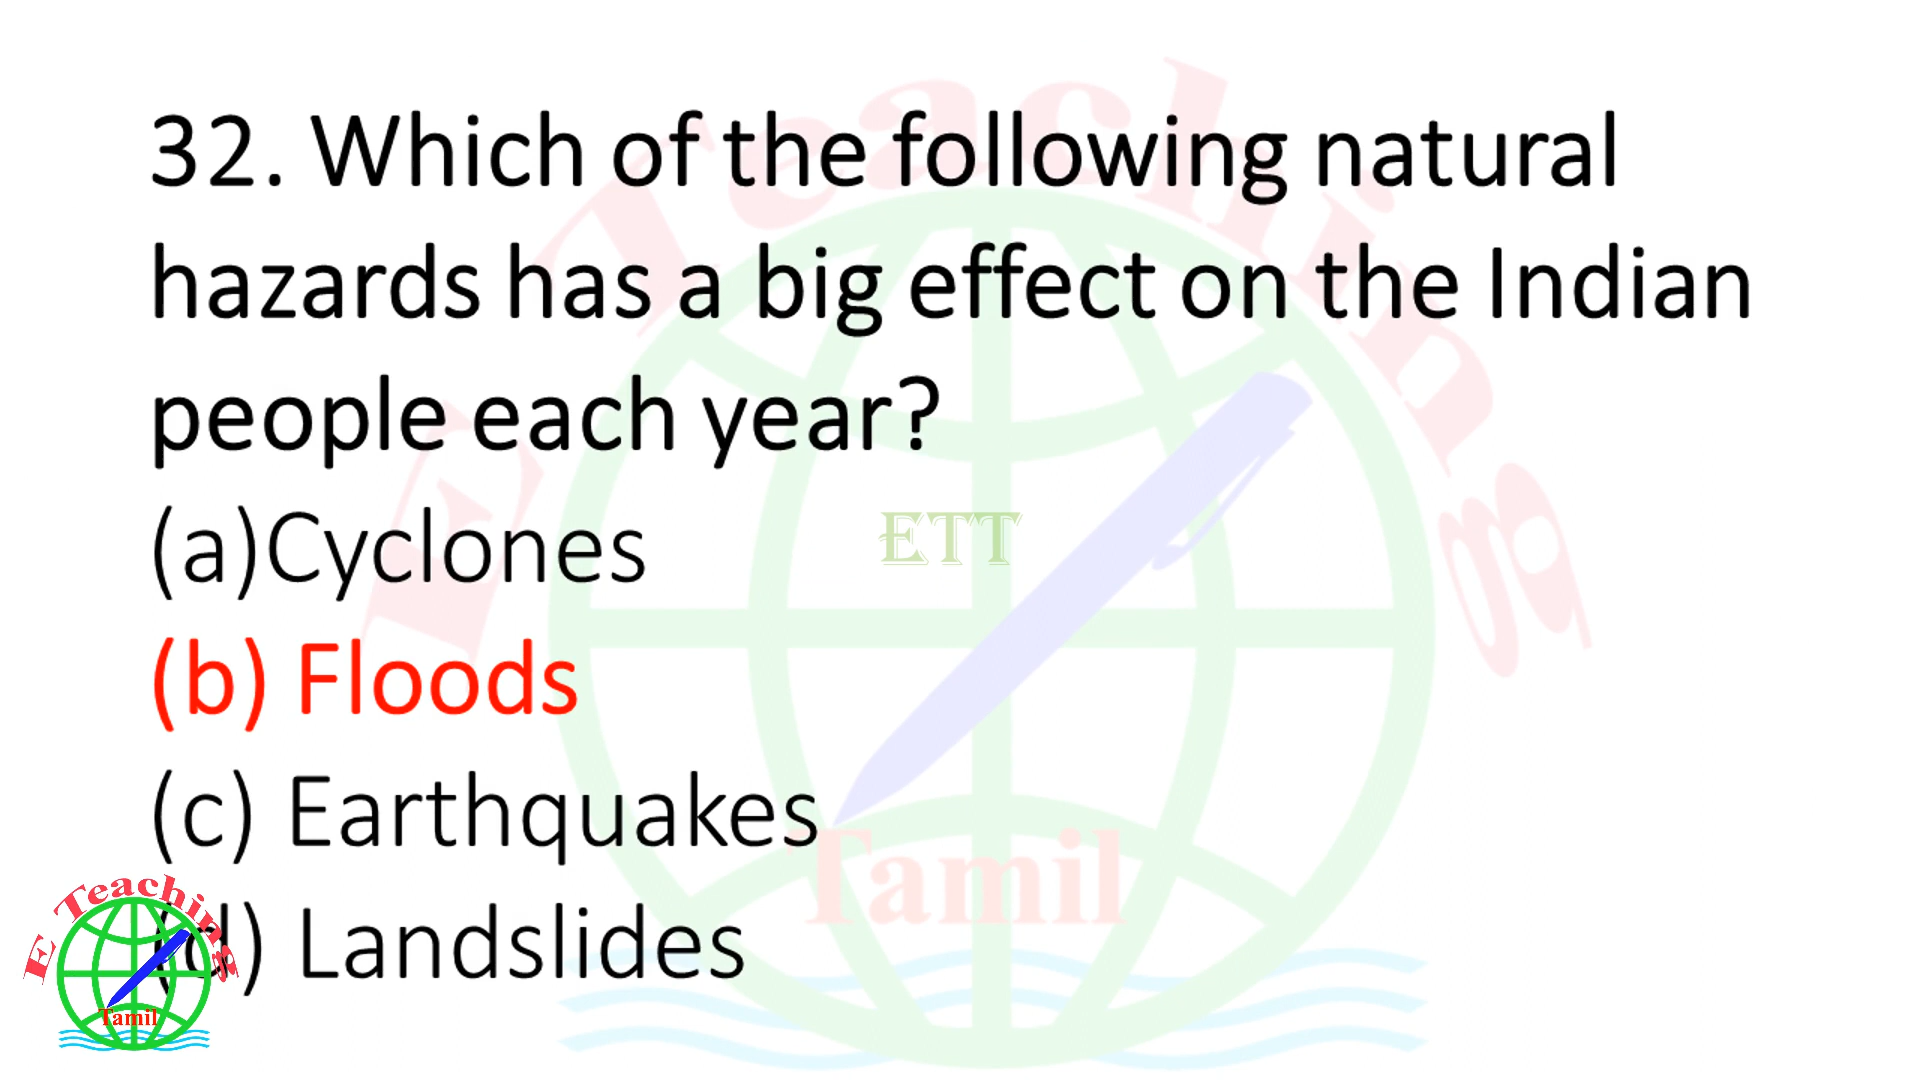 32. Which of the following natural
hazards has a big effect on the Indian
people each year?
(a)Cyclones
ETT
(b) Floods
(c) Earthquakes
(d) Landslides
E Teaching
Tamil
E Teaching
Tamil